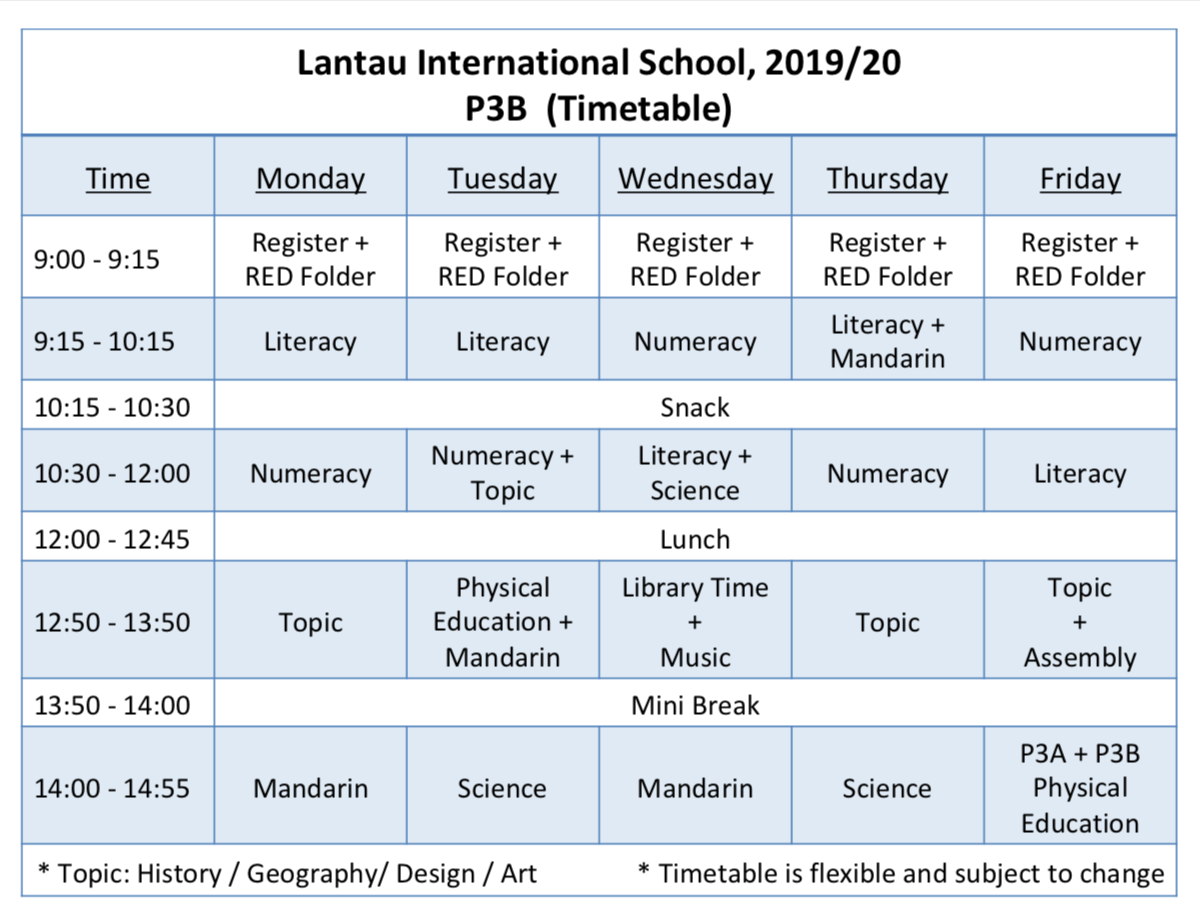 Lantau International School, 2019/20
P3B (Timetable)
Time Monday Tuesday Wednesday Thursday Friday
9:00 - 9:15
Register +
RED Folder
Register +
RED Folder
Register +
RED Folder
Register +
RED Folder
Register +
RED Folder
9:15 - 10:15
Literacy
Literacy
Numeracy
Literacy +
Mandarin
Numeracy
10:15 - 10:30
Snack
10:30 - 12:00
Numeracy
Numeracy +
Topic
Literacy +
Science
Numeracy
Literacy
12:00 - 12:45
Lunch
12:50 - 13:50
Topic
Physical
Education +
Mandarin
Library Time
+
Music
Topic
Topic
+
Assembly
13:50 - 14:00
Mini Break
14:00 - 14:55
Mandarin
Science
Mandarin
Science
P3A + P3B
Physical
Education
* Topic: History / Geography/ Design / Art
* Timetable is flexible and subject to change